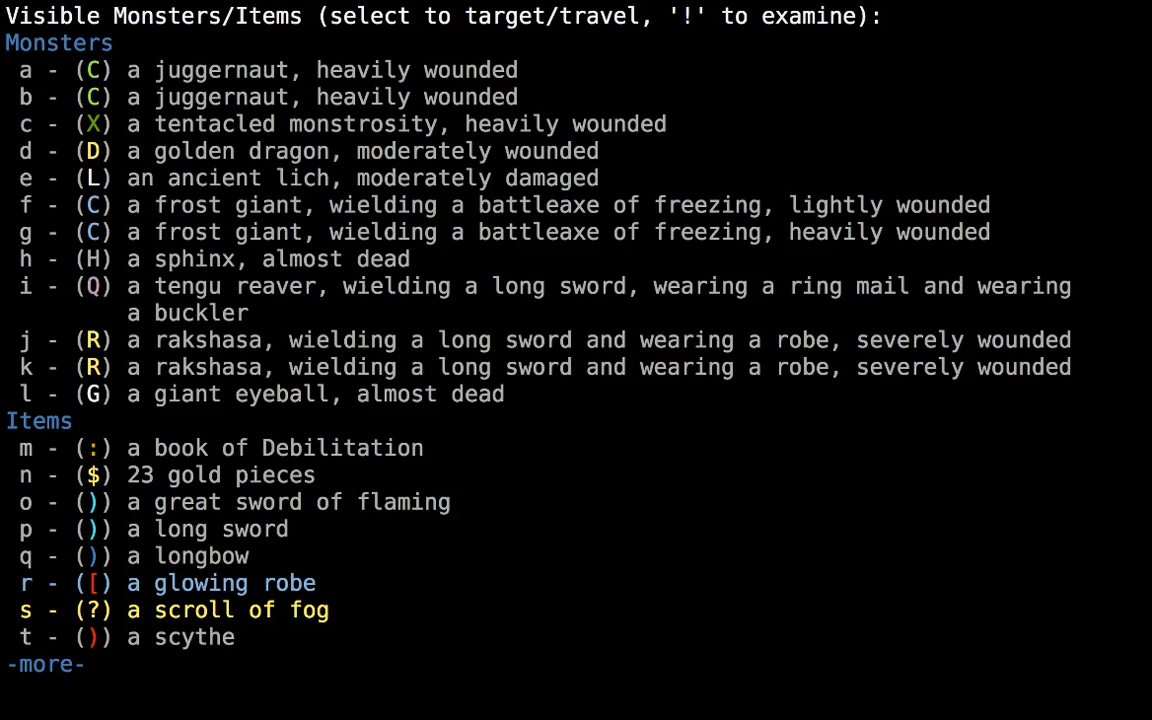 Visible Monsters/Items (select to target/travel, '!' to examine):
Monsters
a - (C) a juggernaut, heavily wounded
b - (C) a juggernaut, heavily wounded
c - (X) a tentacled monstrosity, heavily wounded
d - (D) a golden dragon, moderately wounded
e - (L) an ancient lich, moderately damaged
f - (C) a frost giant, wielding a battleaxe of freezing, lightly wounded
g - (C) a frost giant, wielding a battleaxe of freezing, heavily wounded
h - (H) a sphinx, almost dead
i - (Q) a tengu reaver, wielding a long sword, wearing a ring mail and wearing
a buckler
j - (R) a rakshasa, wielding a long sword and wearing a robe, severely wounded
k - (R) a rakshasa, wielding a long sword and wearing a robe, severely wounded
l - (G) a giant eyeball, almost dead
Items
m - (:) a book of Debilitation
n - ($) 23 gold pieces
o - ()) a great sword of flaming
p - ()) a long sword
q - ()) a longbow
r - ([) a glowing robe
s - (?) a scroll of fog
t - ()) a scythe
-more-